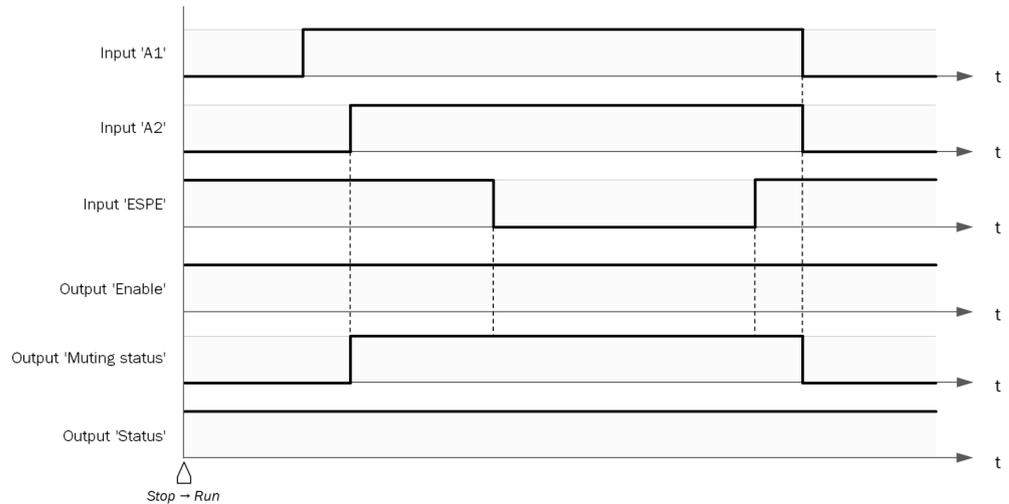 Input 'A1'
t
Input 'A2'
t
Input 'ESPE'
t
Output 'Enable'
t
Output 'Muting status'
t
Output 'Status'
t
Stop → Run